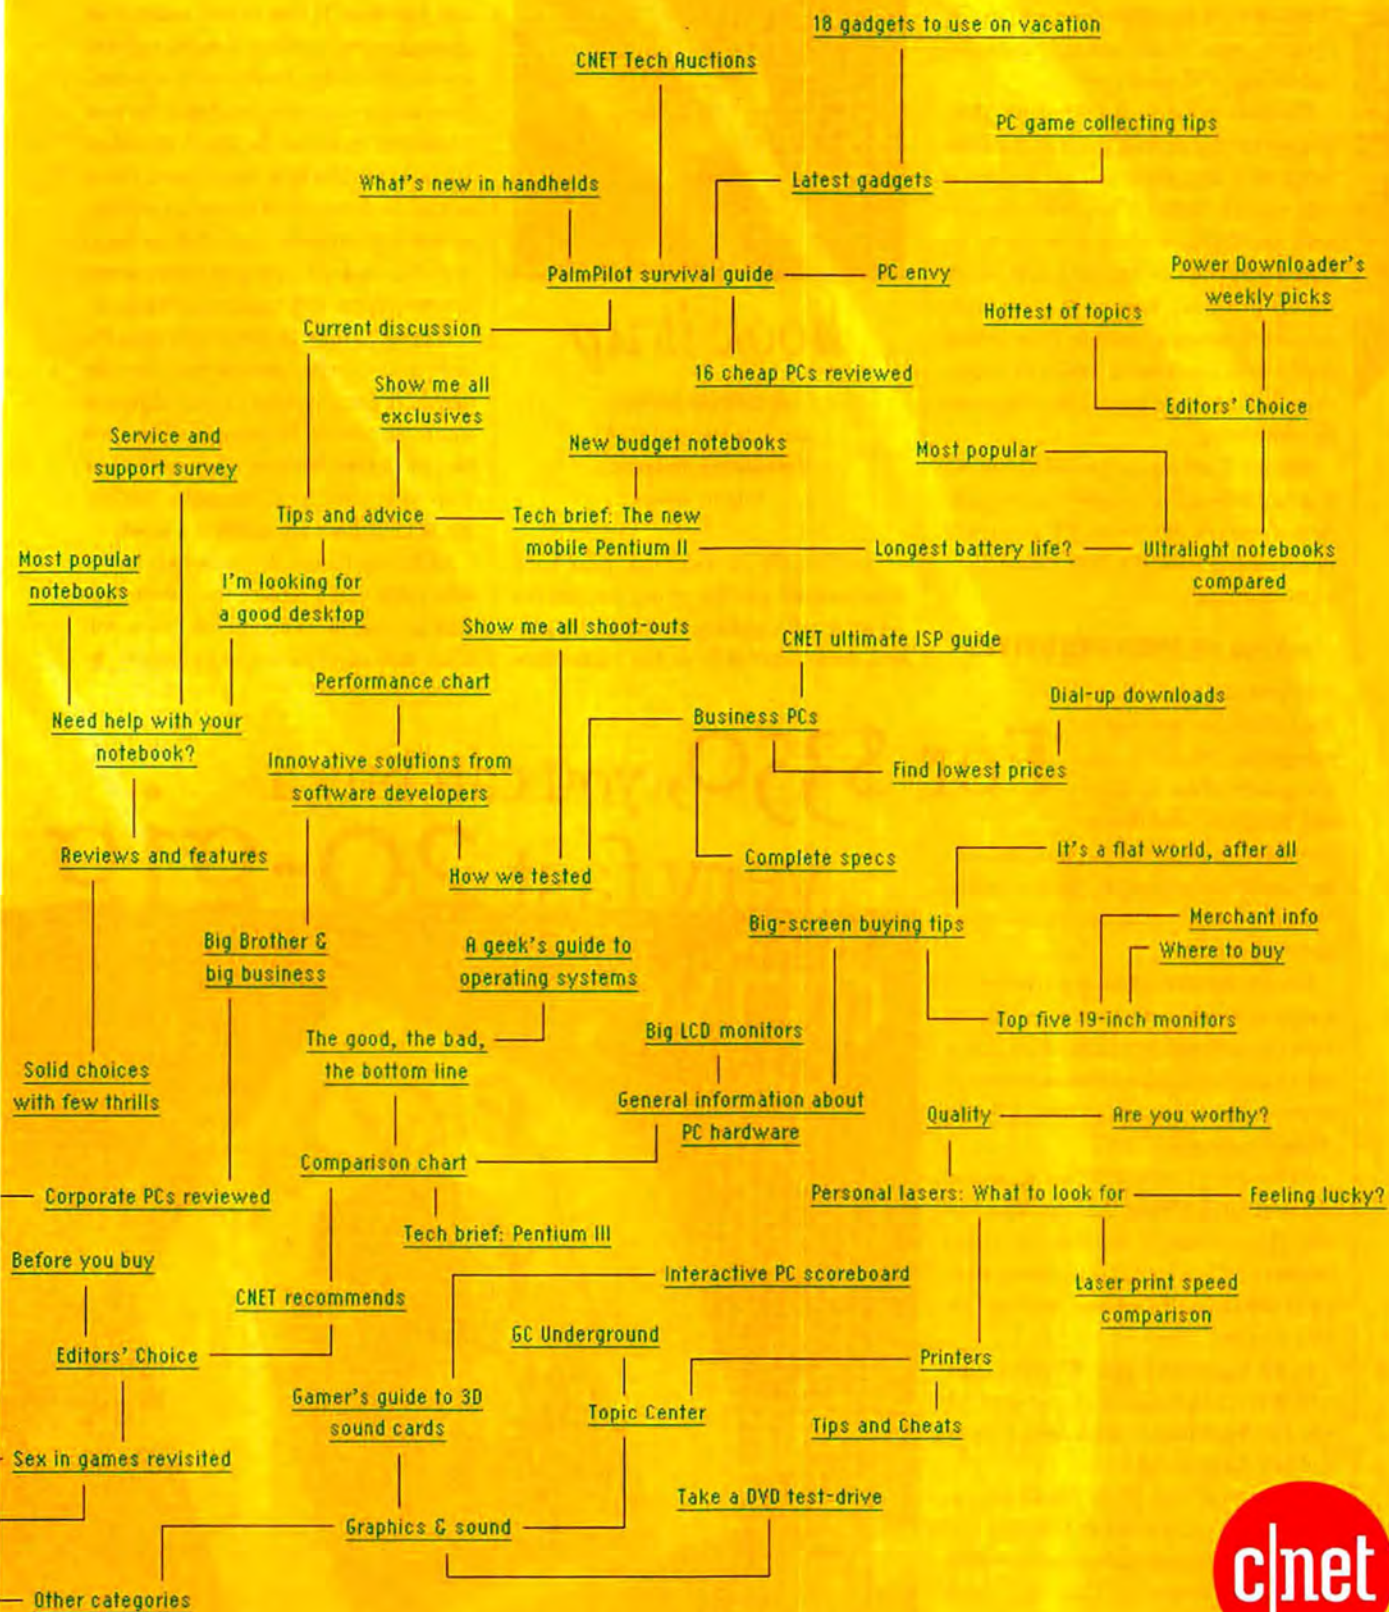 18 gadgets to use on vacation
CNET Tech Auctions
PC game collecting tips
What's new in handhelds
Latest gadgets
PalmPilot survival guide
PC envy
Power Downloader's
weekly picks
Hottest of topics
Current discussion
16 cheap PCs reviewed
Show me all
exclusives
Editors' Choice
Service and
support survey
New budget notebooks
Most popular
Tips and advice
Tech brief: The new
mobile Pentium II
Longest battery life?
Ultralight notebooks
compared
Most popular
notebooks
I'm looking for
a good desktop
Show me all shoot-outs
CNET ultimate ISP guide
Performance chart
Dial-up downloads
Need help with your
notebook?
Business PCs
Innovative solutions from
software developers
Find lowest prices
Reviews and features
How we tested
Complete specs
It's a flat world, after all
Big-screen buying tips
Merchant info
Where to buy
Big Brother &
big business
A geek's guide to
operating systems
Top five 19-inch monitors
The good, the bad,
the bottom line
Big LCD monitors
Solid choices
with few thrills
General information about
PC hardware
Quality
Are you worthy?
Comparison chart
Corporate PCs reviewed
Personal lasers: What to look for
Feeling lucky?
Tech brief: Pentium III
Before you buy
Interactive PC scoreboard
Laser print speed
comparison
CNET recommends
GC Underground
Editors' Choice
Printers
Gamer's guide to 3D
sound cards
Topic Center
Tips and Cheats
Sex in games revisited
Take a DVD test-drive
Graphics & sound
Other categories
c|net